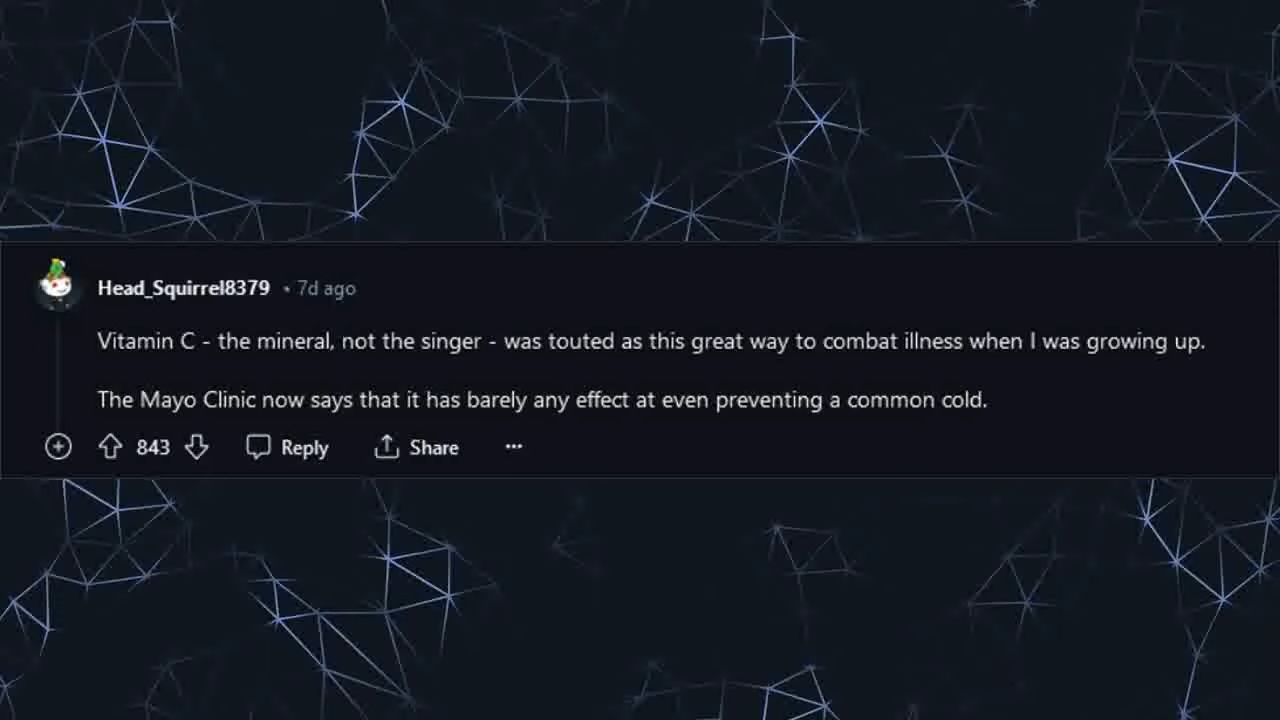 Head_Squirrel8379 • 7d ago
Vitamin C - the mineral, not the singer - was touted as this great way to combat illness when I was growing up.
The Mayo Clinic now says that it has barely any effect at even preventing a common cold.
843 Reply Share ...